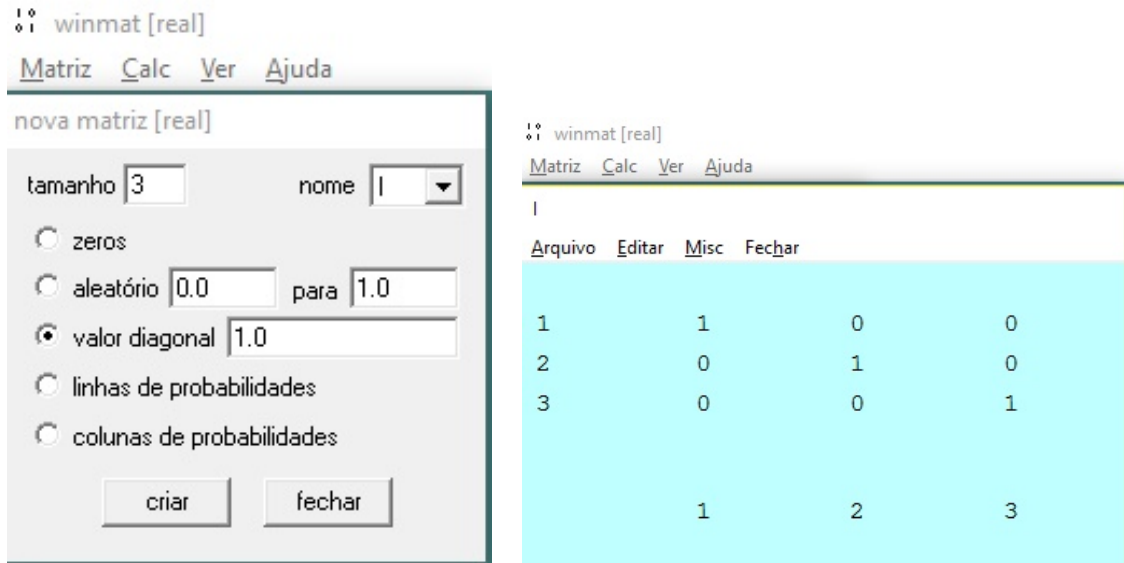 winmat [real]
Matriz Calc Ver Ajuda
nova matriz [real]
tamanho 3 nome I
zeros
aleatório 0.0 para 1.0
valor diagonal 1.0
linhas de probabilidades
colunas de probabilidades
criar fechar
winmat [real]
Matriz Calc Ver Ajuda
I
Arquivo Editar Misc Fechar
1 1 0 0
2 0 1 0
3 0 0 1
1 2 3